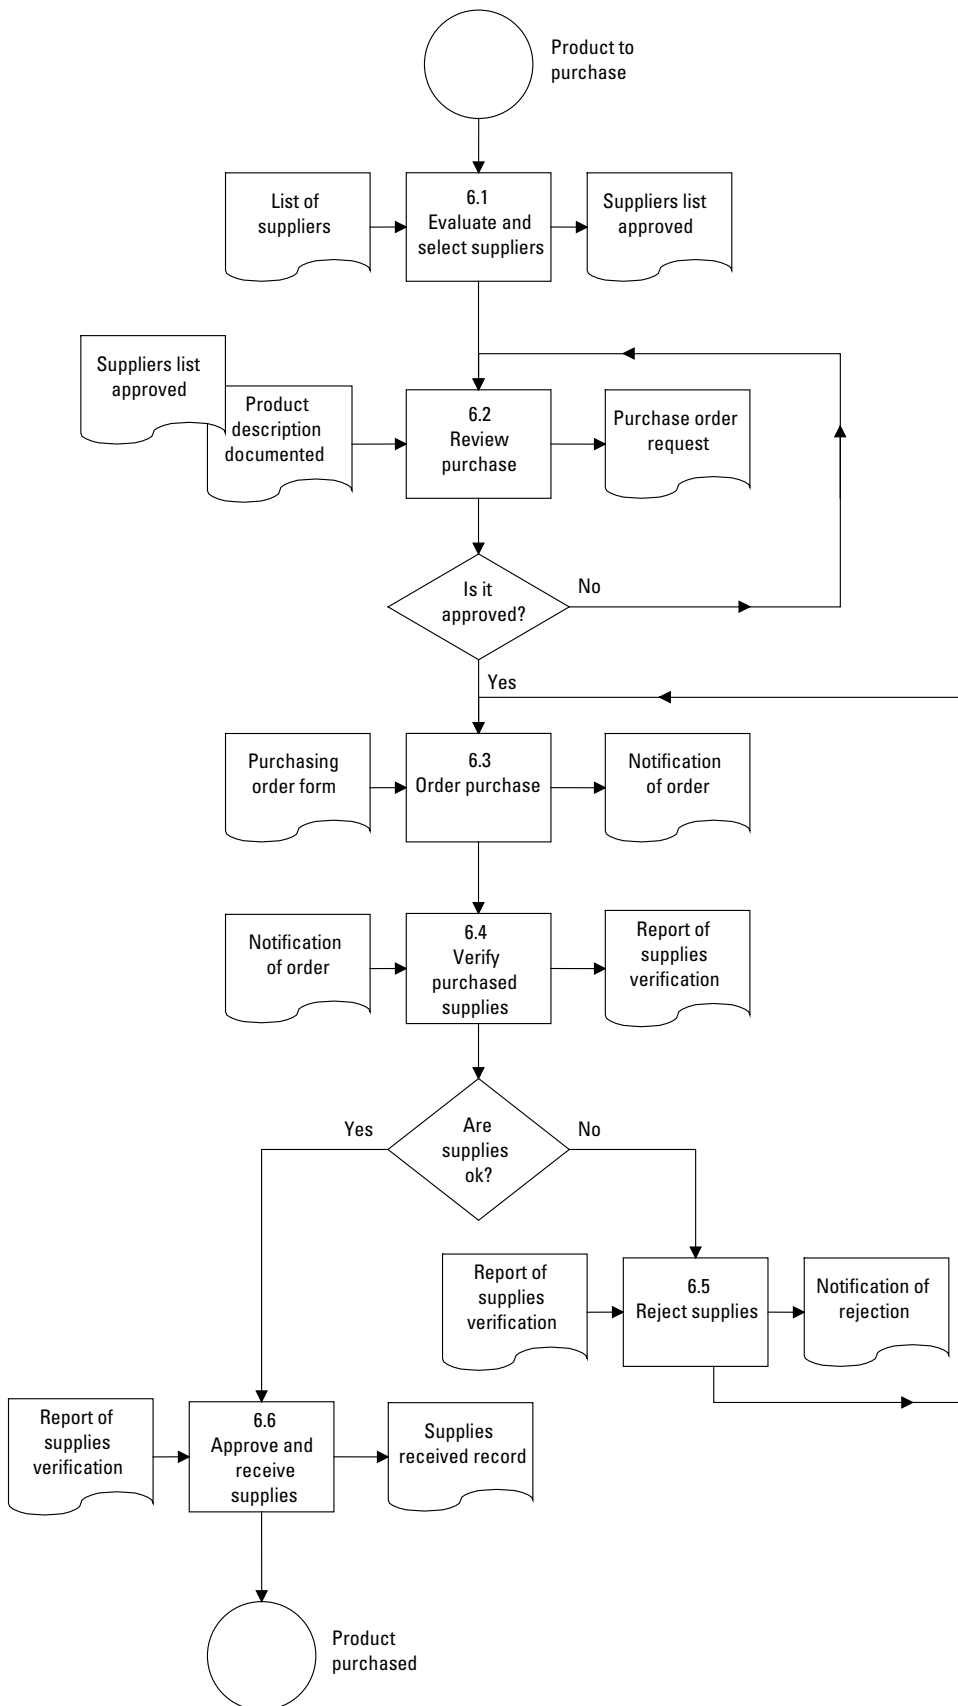 Product to
purchase
List of
suppliers
6.1
Evaluate and
select suppliers
Suppliers list
approved
Suppliers list
approved
Product
description
documented
6.2
Review
purchase
Purchase order
request
Is it
approved?
No
Yes
Purchasing
order form
6.3
Order purchase
Notification
of order
Notification
of order
6.4
Verify
purchased
supplies
Report of
supplies
verification
Yes
Are
supplies
ok?
No
Report of
supplies
verification
6.5
Reject supplies
Notification of
rejection
Report of
supplies
verification
6.6
Approve and
receive
supplies
Supplies
received record
Product
purchased